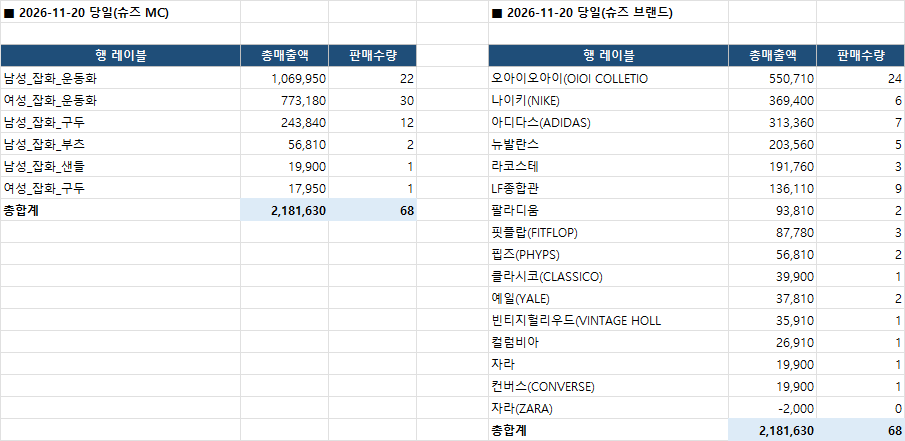 ■ 2026-11-20 당일(슈즈 MC)
행 레이블 총매출액 판매수량
남성_잡화_운동화 1,069,950 22
여성_잡화_운동화 773,180 30
남성_잡화_구두 243,840 12
남성_잡화_부츠 56,810 2
남성_잡화_샌들 19,900 1
여성_잡화_구두 17,950 1
총합계 2,181,630 68
■ 2026-11-20 당일(슈즈 브랜드)
행 레이블 총매출액 판매수량
오아이오아이(OIOI COLLETIO 550,710 24
나이키(NIKE) 369,400 6
아디다스(ADIDAS) 313,360 7
뉴발란스 203,560 5
라코스테 191,760 3
LF종합관 136,110 9
팔라디움 93,810 2
핏플랍(FITFLOP) 87,780 3
핍즈(PHYPS) 56,810 2
클라시코(CLASSICO) 39,900 1
예일(YALE) 37,810 2
빈티지헐리우드(VINTAGE HOLL 35,910 1
컬럼비아 26,910 1
자라 19,900 1
컨버스(CONVERSE) 19,900 1
자라(ZARA) -2,000 0
총합계 2,181,630 68